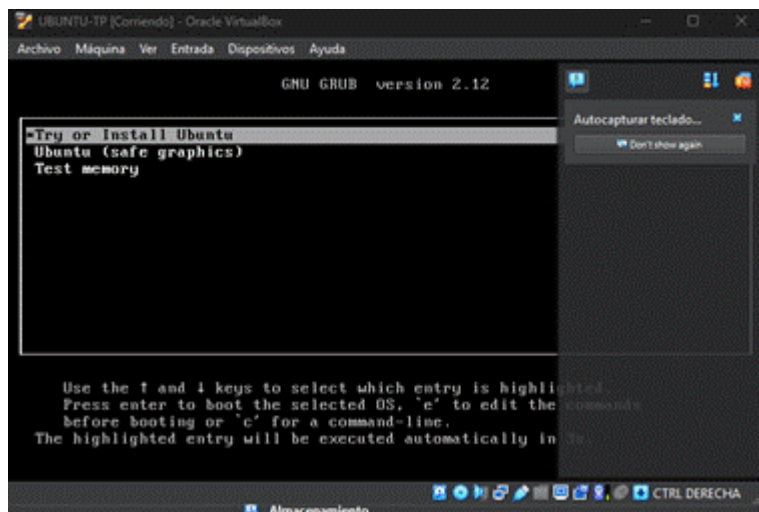 UBUNTU-TP [Corriendo] - Oracle VirtualBox
Archivo Máquina Ver Entrada Dispositivos Ayuda
GNU GRUB version 2.12
Autocapturar teclado...
Don't show again
*Try or Install Ubuntu
Ubuntu (safe graphics)
Test memory
Use the ↑ and ↓ keys to select which entry is highlighted.
Press enter to boot the selected OS, `e' to edit the commands
before booting or `c' for a command-line.
The highlighted entry will be executed automatically in 3s.
CTRL DERECHA
Almacenamiento